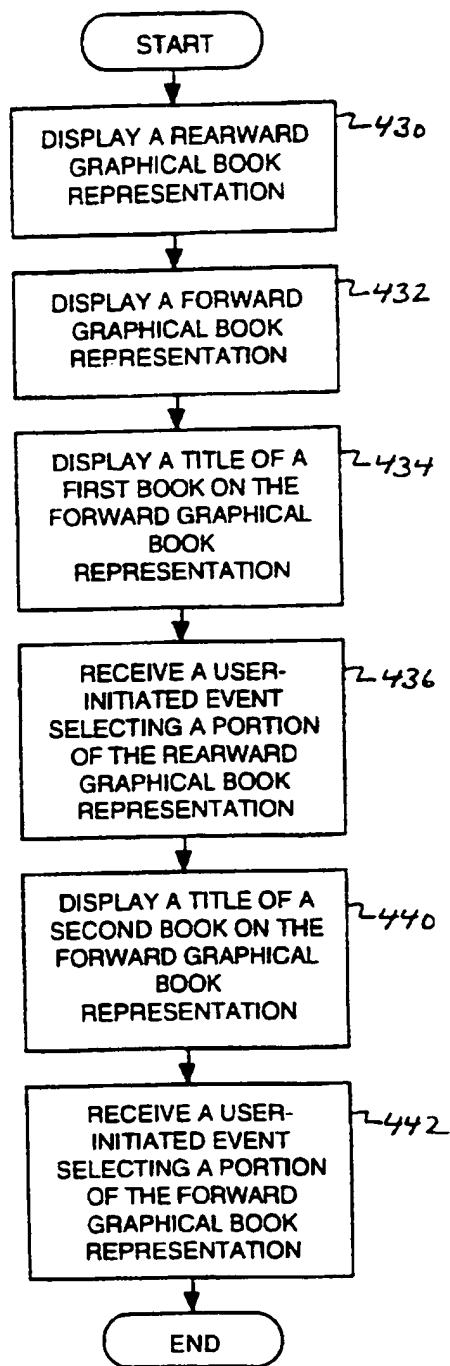 START
DISPLAY A REARWARD
GRAPHICAL BOOK
REPRESENTATION
430
DISPLAY A FORWARD
GRAPHICAL BOOK
REPRESENTATION
432
DISPLAY A TITLE OF A
FIRST BOOK ON THE
FORWARD GRAPHICAL
BOOK
REPRESENTATION
434
RECEIVE A USER-
INITIATED EVENT
SELECTING A PORTION
OF THE REARWARD
GRAPHICAL BOOK
REPRESENTATION
436
DISPLAY A TITLE OF A
SECOND BOOK ON THE
FORWARD GRAPHICAL
BOOK
REPRESENTATION
440
RECEIVE A USER-
INITIATED EVENT
SELECTING A PORTION
OF THE FORWARD
GRAPHICAL BOOK
REPRESENTATION
442
END